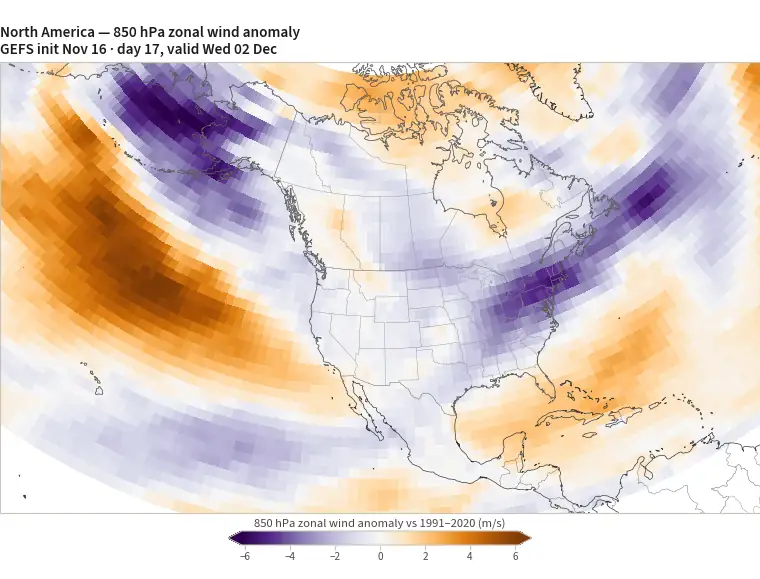 North America — 850 hPa zonal wind anomaly
GEFS init Nov 16 · day 17, valid Wed 02 Dec
850 hPa zonal wind anomaly vs 1991–2020 (m/s)
−6 −4 −2 0 2 4 6